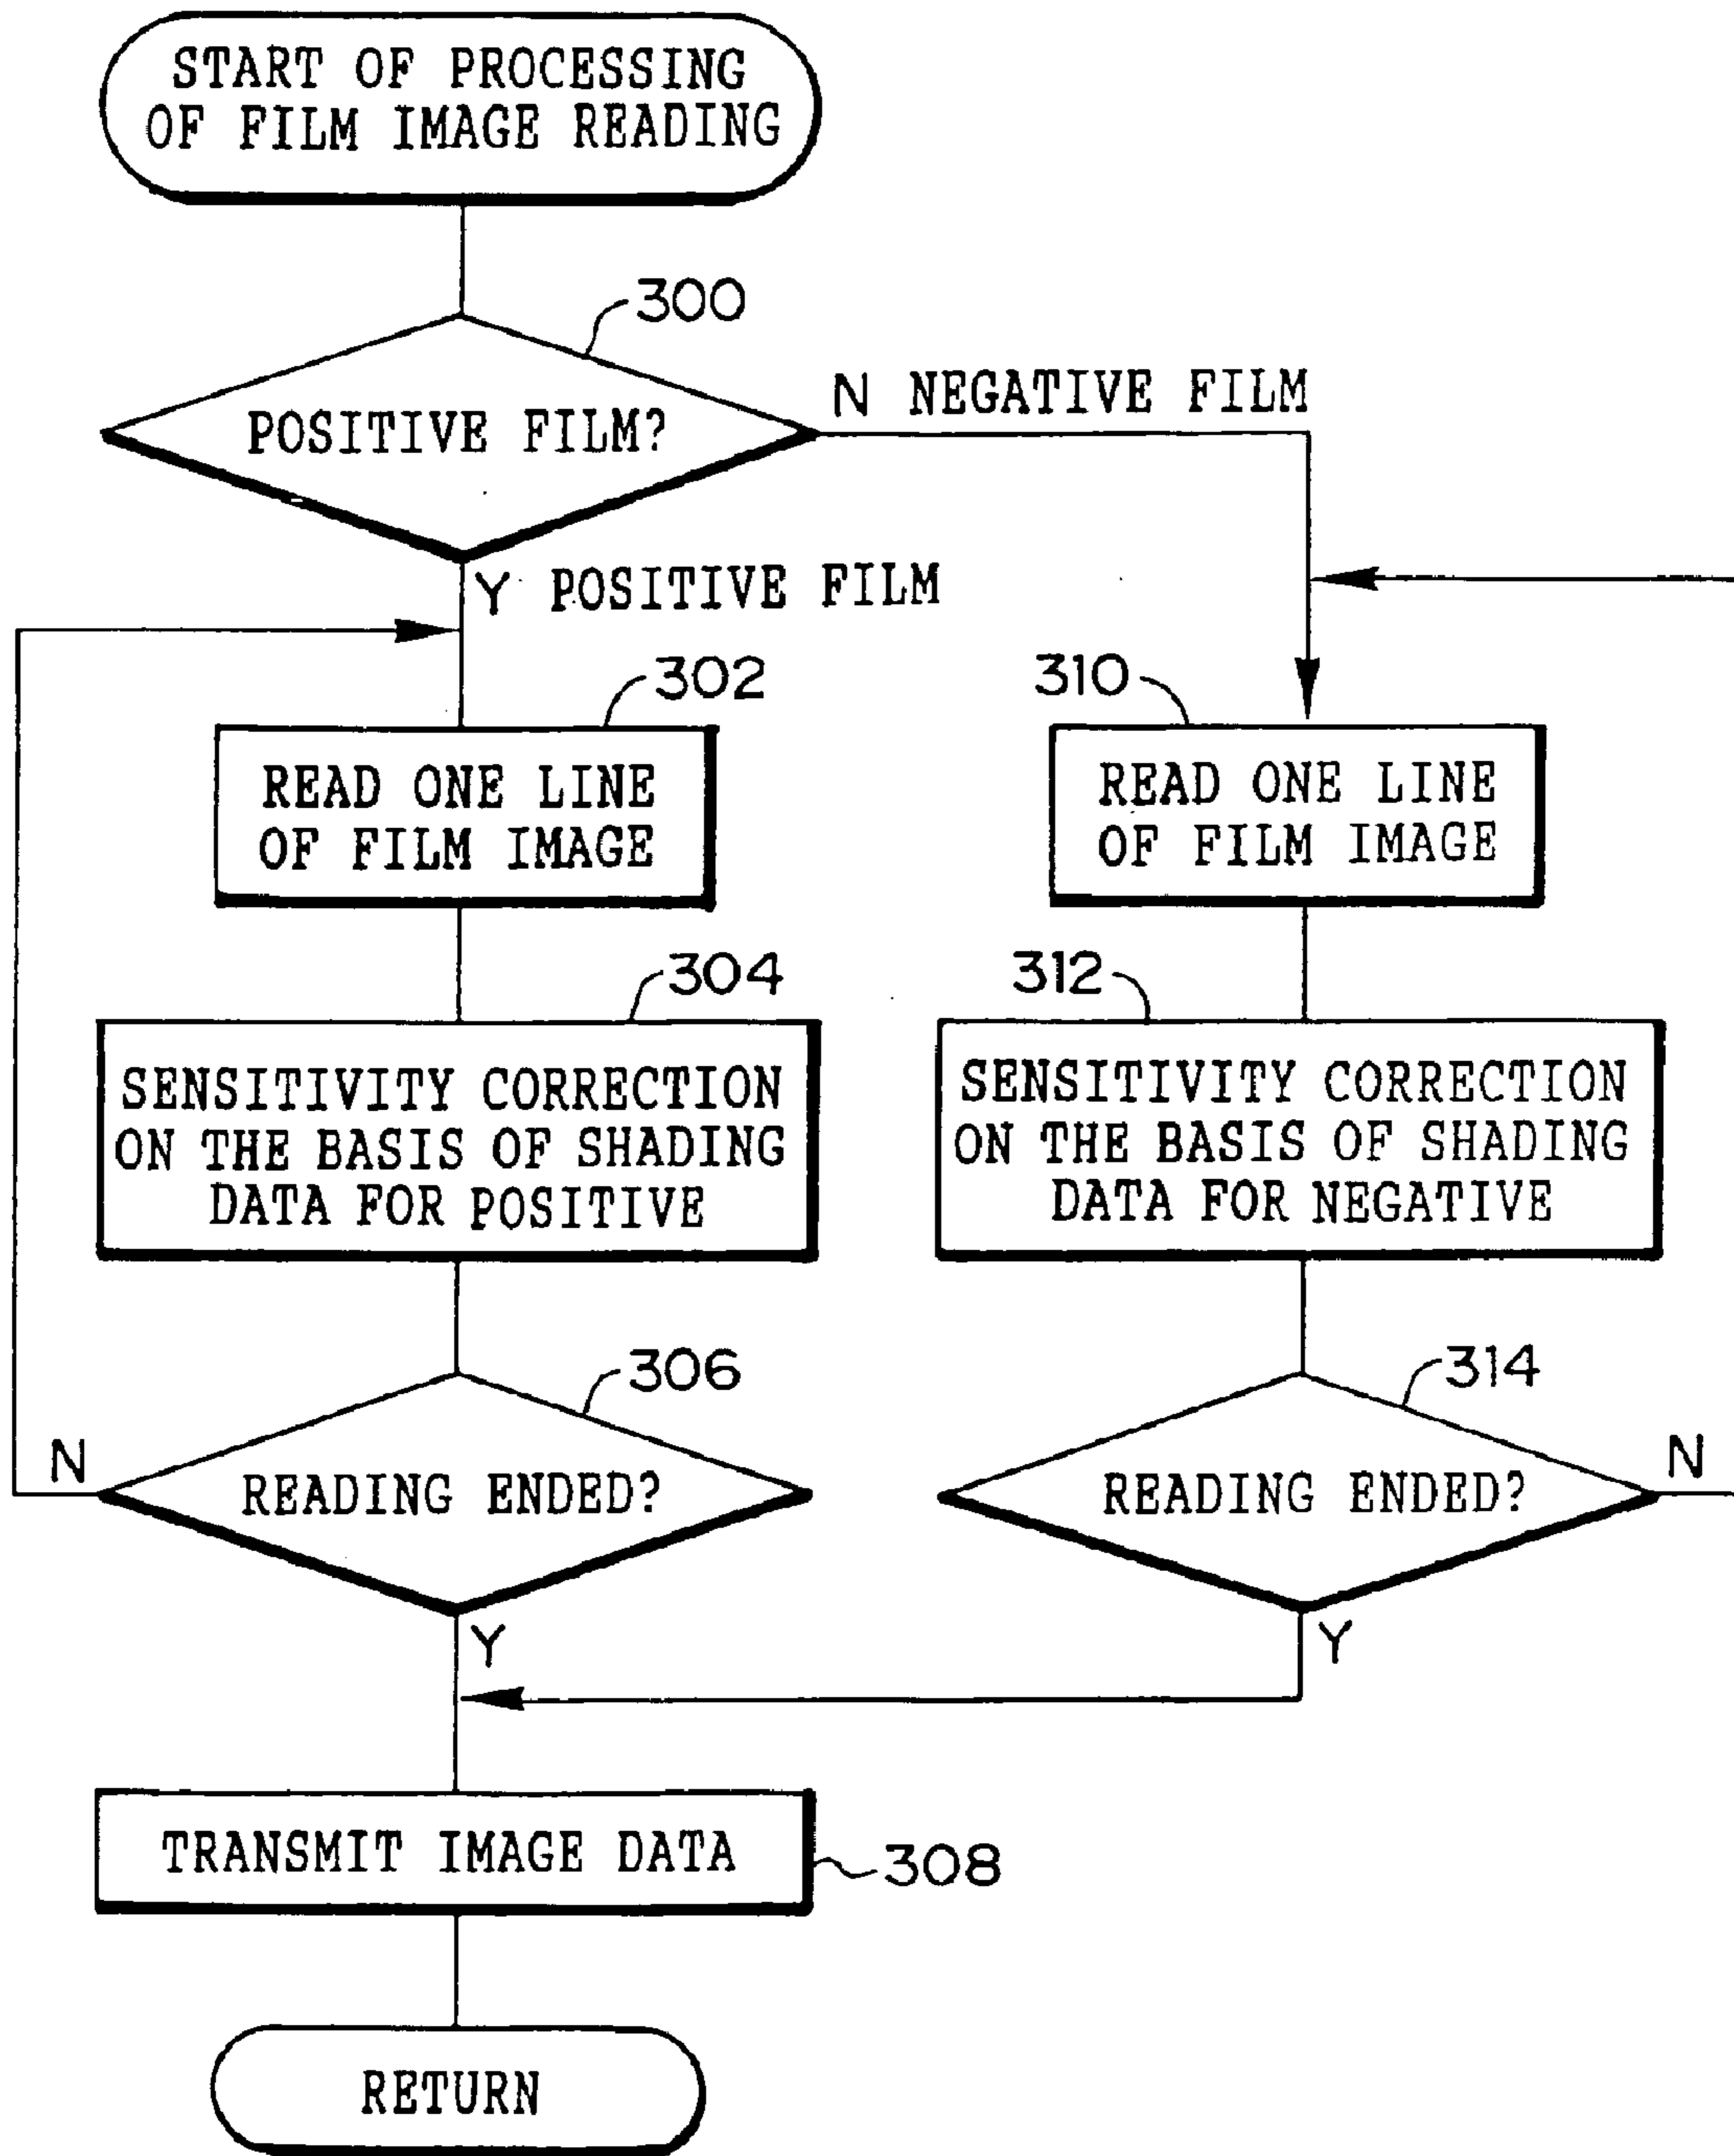 START OF PROCESSING
OF FILM IMAGE READING
300
POSITIVE FILM?
N NEGATIVE FILM
Y POSITIVE FILM
302
READ ONE LINE
OF FILM IMAGE
310
READ ONE LINE
OF FILM IMAGE
304
SENSITIVITY CORRECTION
ON THE BASIS OF SHADING
DATA FOR POSITIVE
312
SENSITIVITY CORRECTION
ON THE BASIS OF SHADING
DATA FOR NEGATIVE
306
N
READING ENDED?
Y
314
READING ENDED?
N
Y
TRANSMIT IMAGE DATA
308
RETURN